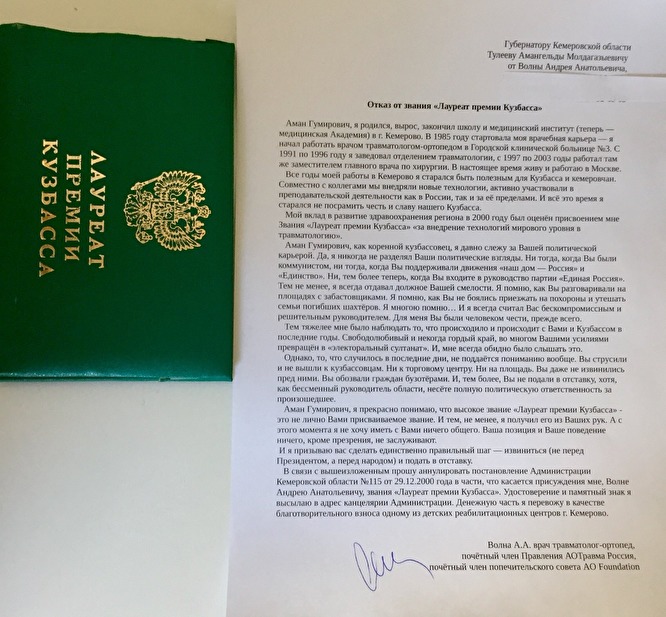 ЛАУРЕАТ
ПРЕМИИ
КУЗБАССА
Губернатору Кемеровской области
Тулееву Амангельды Молдагазыевичу
от Волны Андрея Анатольевича,
Отказ от звания «Лауреат премии Кузбасса»
Аман Гумирович, я родился, вырос, закончил школу и медицинский институт (теперь —
медицинская Академия) в г. Кемерово. В 1985 году стартовала моя врачебная карьера — я
начал работать врачом травматологом-ортопедом в Городской клинической больнице №3. С
1991 по 1996 году я заведовал отделением травматологии, с 1997 по 2003 годы работал там
же заместителем главного врача по хирургии. В настоящее время живу и работаю в Москве.
Все годы моей работы в Кемерово я старался быть полезным для Кузбасса и кемеровчан.
Совместно с коллегами мы внедряли новые технологии, активно участвовали в
преподавательской деятельности как в России, так и за её пределами. И всё это время я
старался не посрамить честь и славу нашего Кузбасса.
Мой вклад в развитие здравоохранения региона в 2000 году был оценён присвоением мне
Звания «Лауреат премии Кузбасса» «за внедрение технологий мирового уровня в
травматологию».
Аман Гумирович, как коренной кузбассовец, я давно слежу за Вашей политической
карьерой. Да, я никогда не разделял Ваши политические взгляды. Ни тогда, когда Вы были
коммунистом, ни тогда, когда Вы поддерживали движения «наш дом — Россия» и
«Единство». Ни, тем более теперь, когда Вы входите в руководство партии «Единая Россия».
Тем не менее, я всегда отдавал должное Вашей смелости. Я помню, как Вы разговаривали на
площадях с забастовщиками. Я помню, как Вы не боялись приезжать на похороны и утешать
семьи погибших шахтёров. Я многою помню… И я всегда считал Вас бескомпромиссным и
решительным руководителем. Для меня Вы были человеком чести, прежде всего.
Тем тяжелее мне было наблюдать то, что происходило и происходит с Вами и Кузбассом в
последние годы. Свободолюбивый и некогда гордый край, во многом Вашими усилиями
превращён в «электоральный султанат». И, мне всегда обидно было слышать это.
Однако, то, что случилось в последние дни, не поддаётся пониманию вообще. Вы струсили
и не вышли к кузбассовцам. Ни к торговому центру. Ни на площадь. Вы даже не извинились
пред ними. Вы обозвали граждан бузотёрами. И, тем более, Вы не подали в отставку, хотя,
как бессменный руководитель области, несёте полную политическую ответственность за
произошедшее.
Аман Гумирович, я прекрасно понимаю, что высокое звание «Лауреат премии Кузбасса» -
это не лично Вами присваиваемое звание. И тем, не менее, я получил его из Ваших рук. А с
этого момента я не хочу иметь с Вами ничего общего. Ваша позиция и Ваше поведение
ничего, кроме презрения, не заслуживают.
И я призываю вас сделать единственно правильный шаг — извиниться (не перед
Президентом, а перед народом) и подать в отставку.
В связи с вышеизложенным прошу аннулировать постановление Администрации
Кемеровской области №115 от 29.12.2000 года в части, что касается присуждения мне, Волне
Андрею Анатольевичу, звания «Лауреат премии Кузбасса». Удостоверение и памятный знак я
высылаю в адрес канцелярии Администрации. Денежную часть я перевожу в качестве
благотворительного взноса одному из детских реабилитационных центров г. Кемерово.
Волна А.А. врач травматолог-ортопед,
почётный член Правления АОТравма Россия,
почётный член попечительского совета AO Foundation